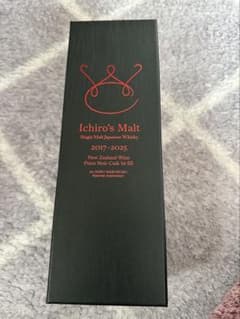 Ichiro's Malt
Single Malt Japanese Whisky
2017-2025
New Zealand Wine
Pinot Noir Cask